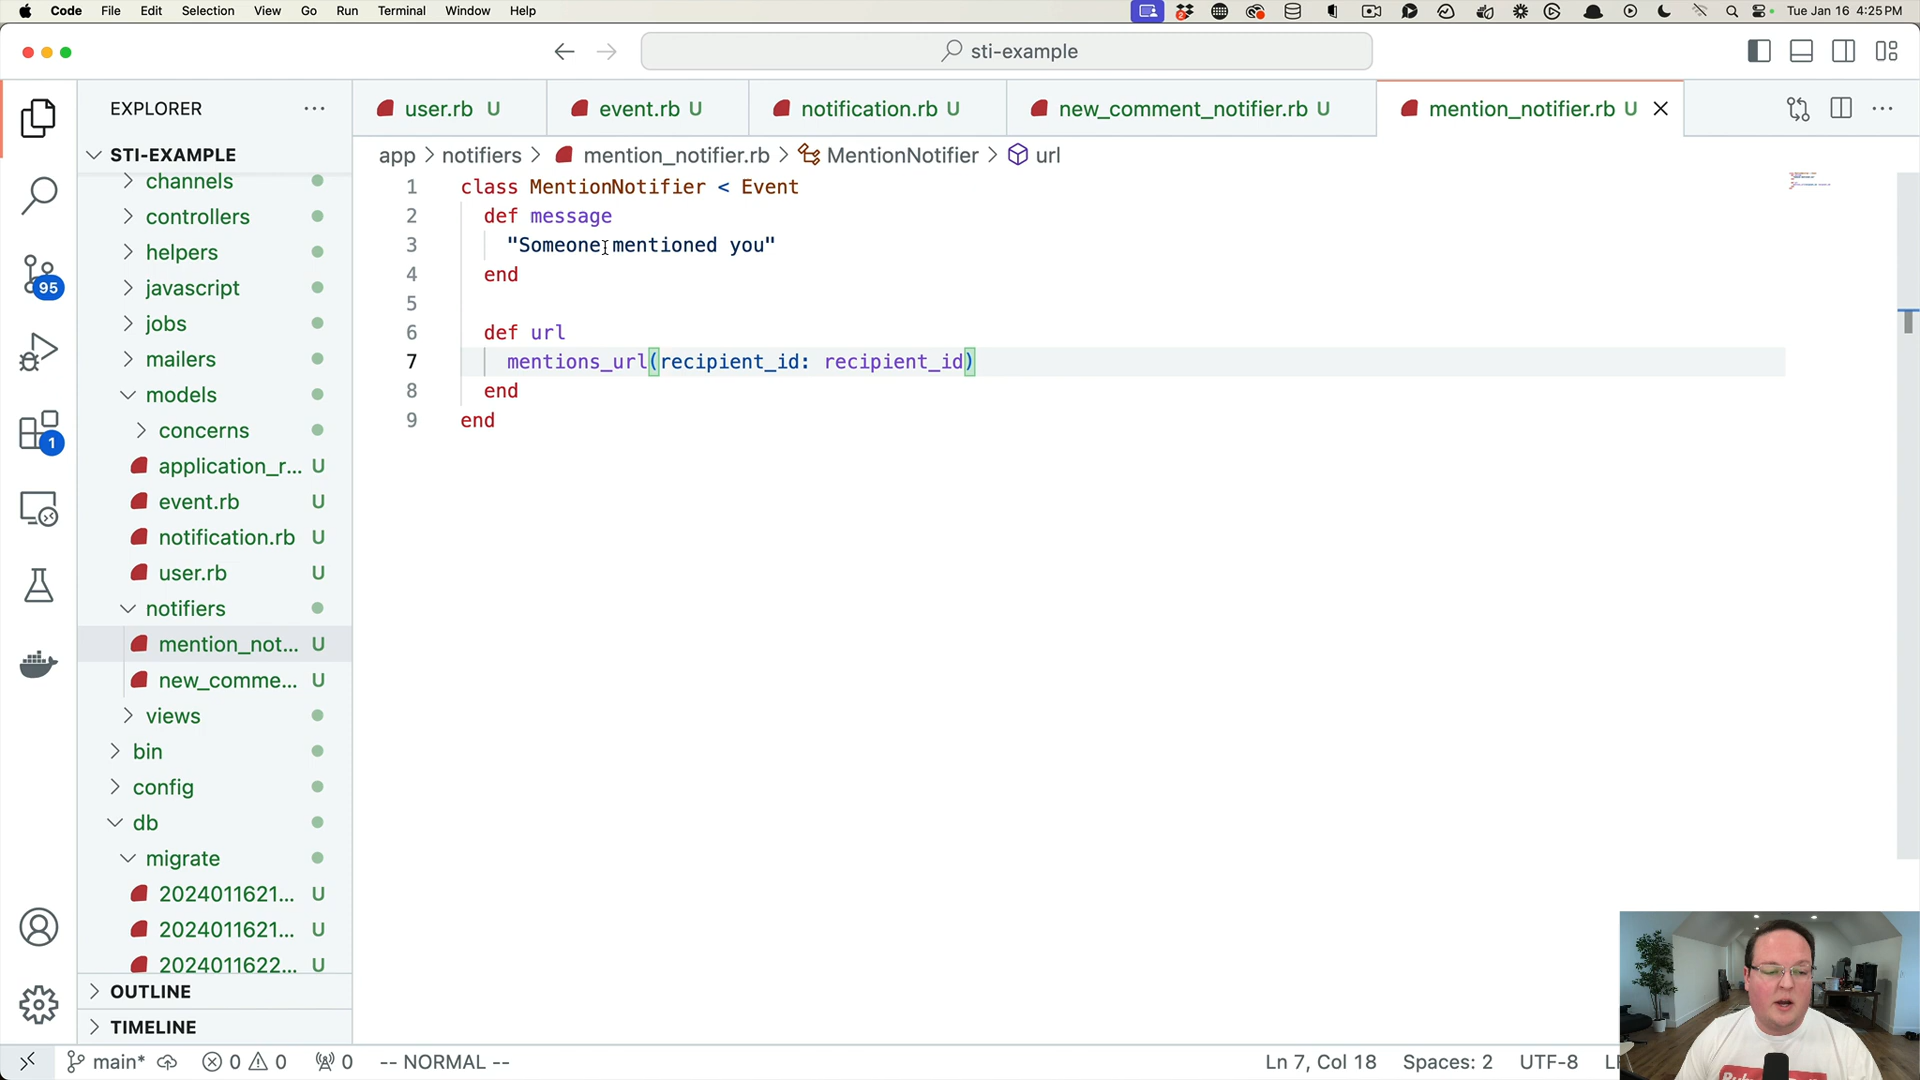 Code File Edit Selection View Go Run Terminal Window Help Tue Jan 16 4:25 PM
sti-example
EXPLORER
user.rb U
event.rb U
notification.rb U
new_comment_notifier.rb U
mention_notifier.rb U
app > notifiers > mention_notifier.rb > MentionNotifier > url
STI-EXAMPLE
channels
controllers
helpers
javascript
jobs
mailers
models
concerns
application_r... U
event.rb U
notification.rb U
user.rb U
notifiers
mention_not... U
new_comme... U
views
bin
config
db
migrate
2024011621... U
2024011621... U
2024011622... U
OUTLINE
TIMELINE
95
1
1 class MentionNotifier < Event
2 def message
3 "Someone mentioned you"
4 end
5
6 def url
7 mentions_url(recipient_id: recipient_id)
8 end
9 end
main* 0 0 0 -- NORMAL -- Ln 7, Col 18 Spaces: 2 UTF-8